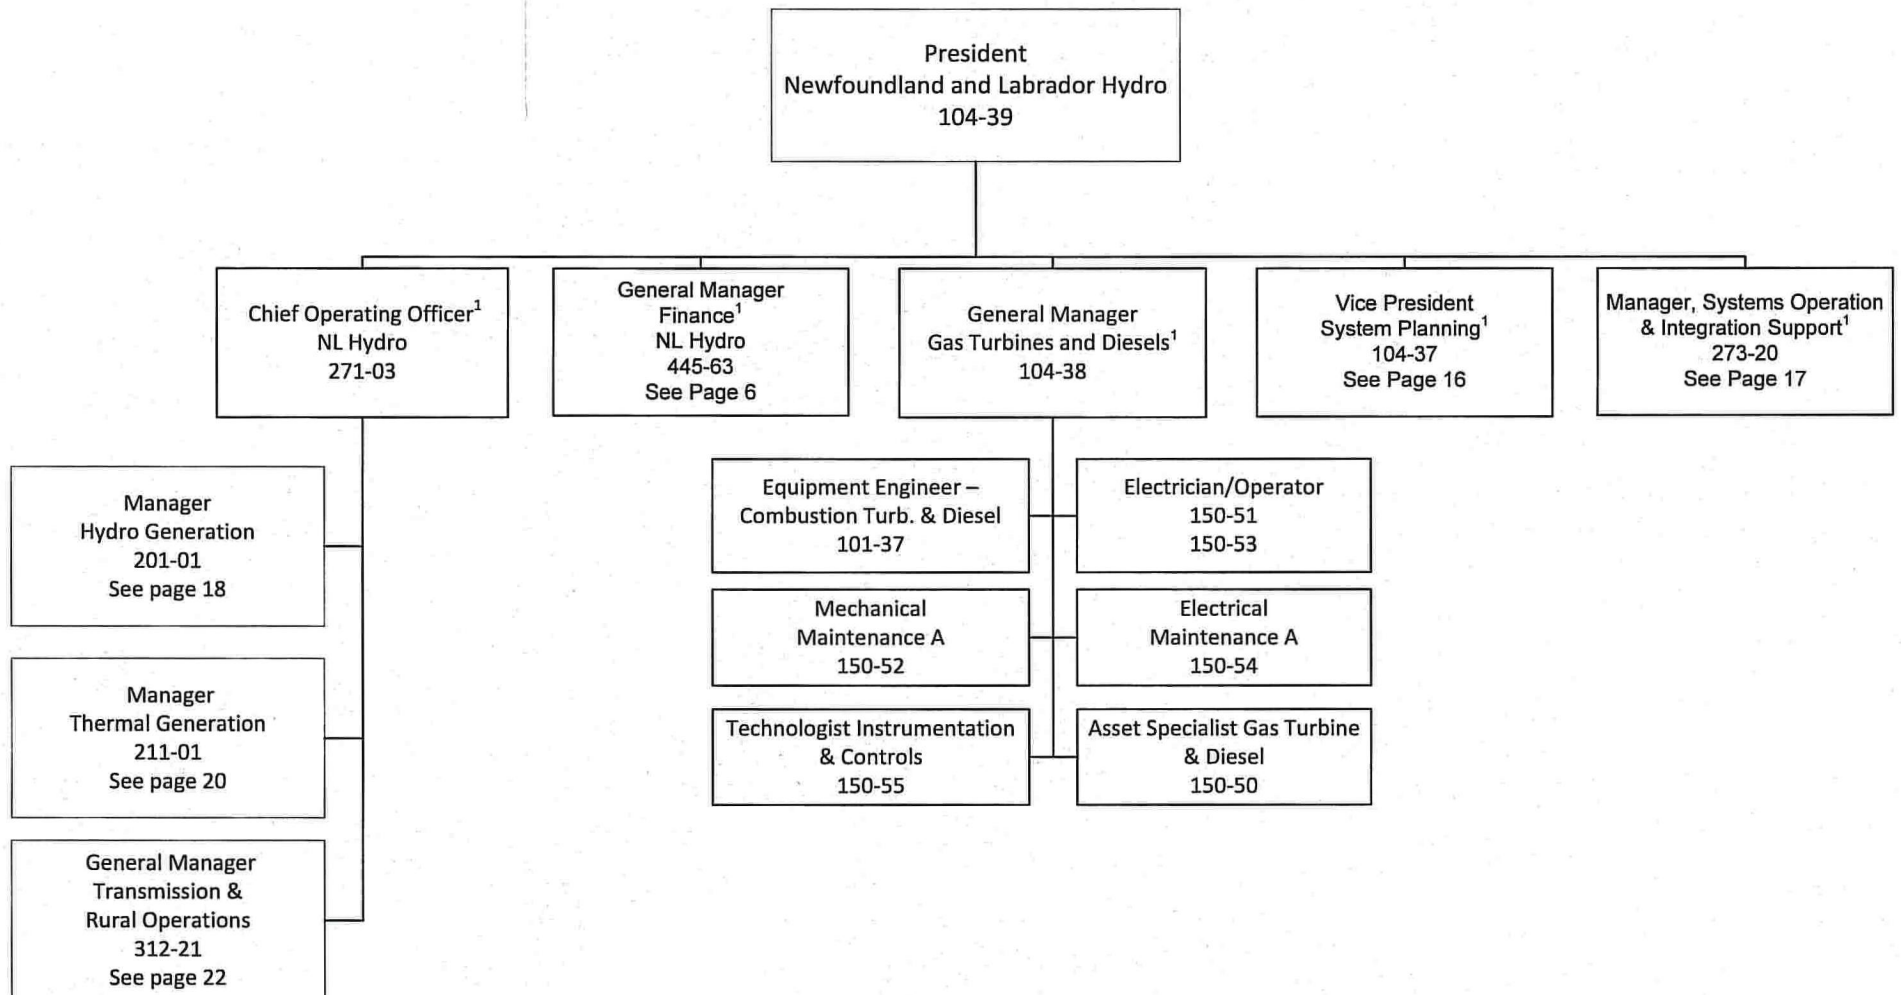 President
Newfoundland and Labrador Hydro
104-39
Chief Operating Officer¹
NL Hydro
271-03
General Manager
Finance¹
NL Hydro
445-63
See Page 6
General Manager
Gas Turbines and Diesels¹
104-38
Vice President
System Planning¹
104-37
See Page 16
Manager, Systems Operation
& Integration Support¹
273-20
See Page 17
Manager
Hydro Generation
201-01
See page 18
Manager
Thermal Generation
211-01
See page 20
General Manager
Transmission &
Rural Operations
312-21
See page 22
Equipment Engineer –
Combustion Turb. & Diesel
101-37
Electrician/Operator
150-51
150-53
Mechanical
Maintenance A
150-52
Electrical
Maintenance A
150-54
Technologist Instrumentation
& Controls
150-55
Asset Specialist Gas Turbine
& Diesel
150-50